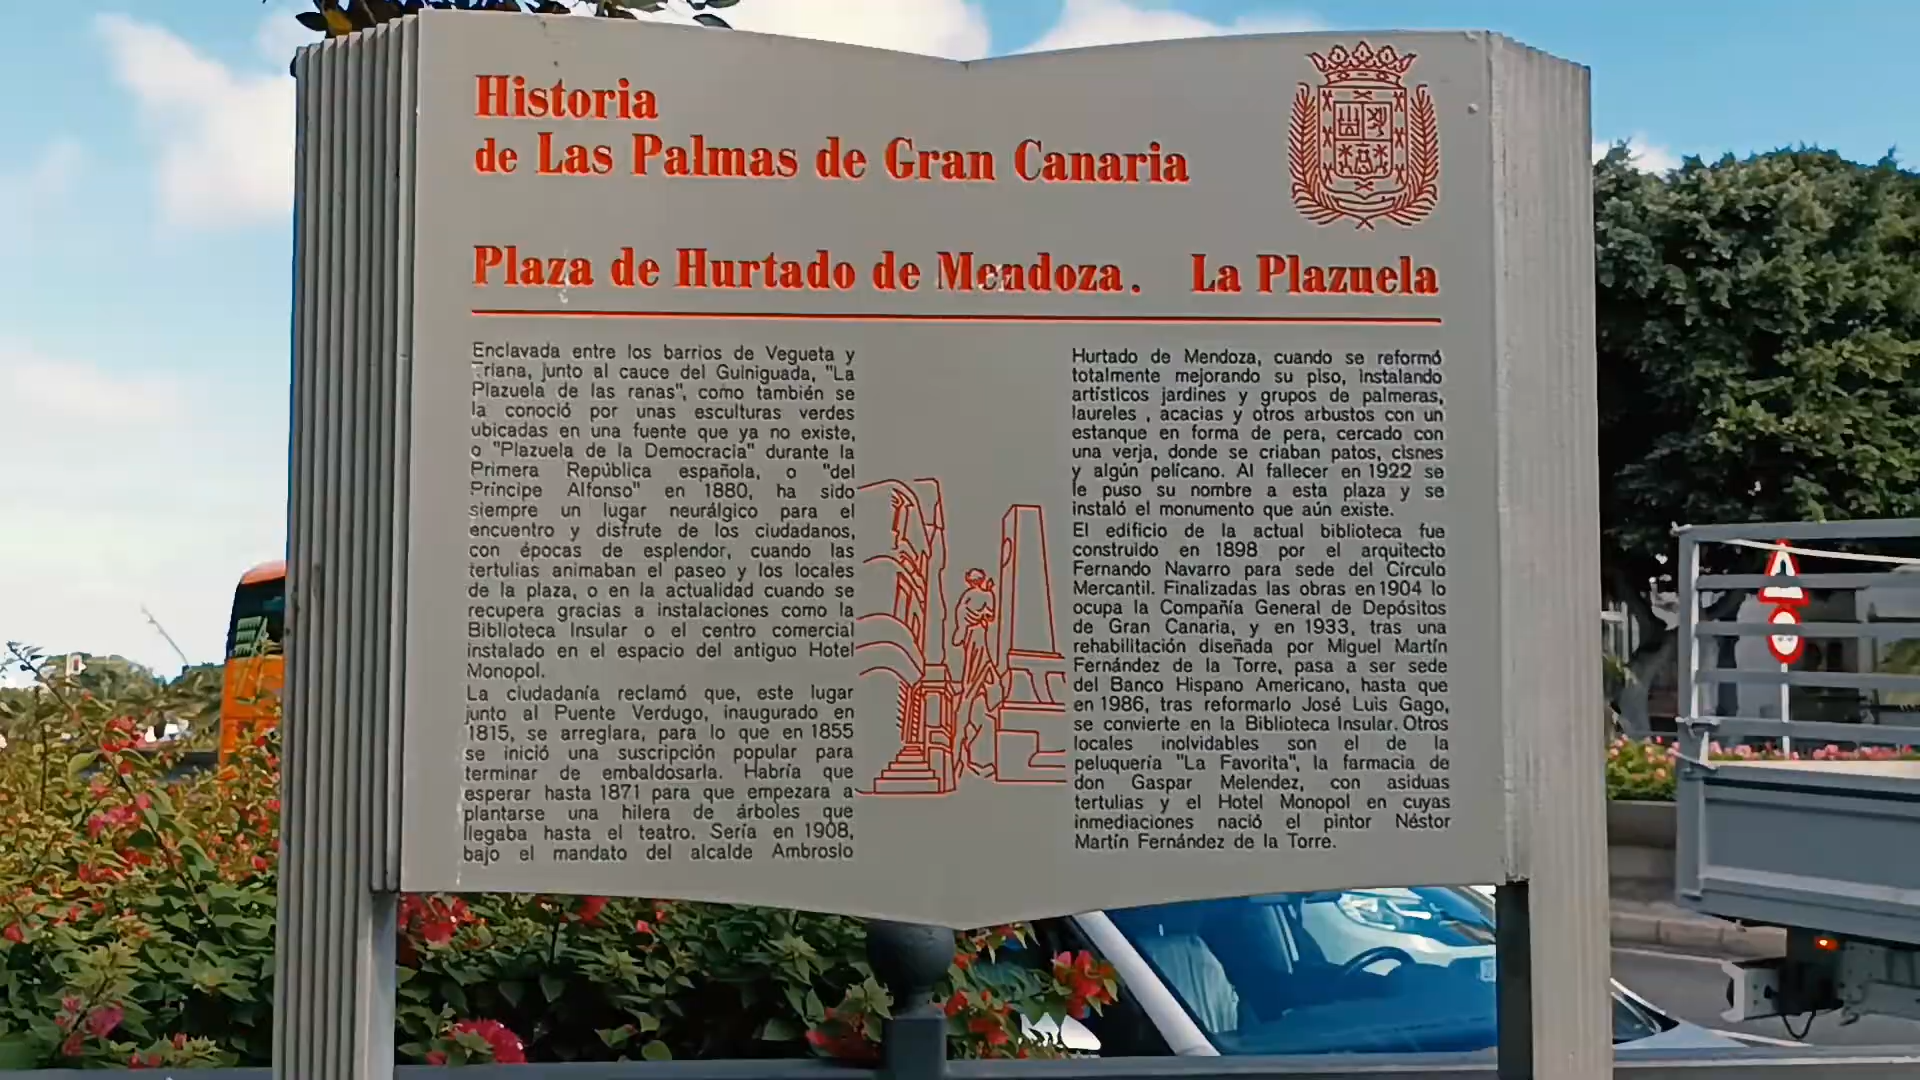 Historia
de Las Palmas de Gran Canaria
Plaza de Hurtado de Mendoza. La Plazuela
Enclavada entre los barrios de Vegueta y
Triana, junto al cauce del Guiniguada, "La
Plazuela de las ranas", como también se
la conoció por unas esculturas verdes
ubicadas en una fuente que ya no existe,
o "Plazuela de la Democracia" durante la
Primera República española, o "del
Príncipe Alfonso" en 1880, ha sido
siempre un lugar neurálgico para el
encuentro y disfrute de los ciudadanos,
con épocas de esplendor, cuando las
tertulias animaban el paseo y los locales
de la plaza, o en la actualidad cuando se
recupera gracias a instalaciones como la
Biblioteca Insular o el centro comercial
instalado en el espacio del antiguo Hotel
Monopol.
La ciudadanía reclamó que, este lugar
junto al Puente Verdugo, inaugurado en
1815, se arreglara, para lo que en 1855
se inició una suscripción popular para
terminar de embaldosarla. Habría que
esperar hasta 1871 para que empezara a
plantarse una hilera de árboles que
llegaba hasta el teatro. Sería en 1908,
bajo el mandato del alcalde Ambrosio
Hurtado de Mendoza, cuando se reformó
totalmente mejorando su piso, instalando
artísticos jardines y grupos de palmeras,
laureles , acacias y otros arbustos con un
estanque en forma de pera, cercado con
una verja, donde se criaban patos, cisnes
y algún pelícano. Al fallecer en 1922 se
le puso su nombre a esta plaza y se
instaló el monumento que aún existe.
El edificio de la actual biblioteca fue
construido en 1898 por el arquitecto
Fernando Navarro para sede del Círculo
Mercantil. Finalizadas las obras en 1904 lo
ocupa la Compañía General de Depósitos
de Gran Canaria, y en 1933, tras una
rehabilitación diseñada por Miguel Martín
Fernández de la Torre, pasa a ser sede
del Banco Hispano Americano, hasta que
en 1986, tras reformarlo José Luis Gago,
se convierte en la Biblioteca Insular. Otros
locales inolvidables son el de la
peluquería "La Favorita", la farmacia de
don Gaspar Melendez, con asiduas
tertulias y el Hotel Monopol en cuyas
inmediaciones nació el pintor Néstor
Martín Fernández de la Torre.